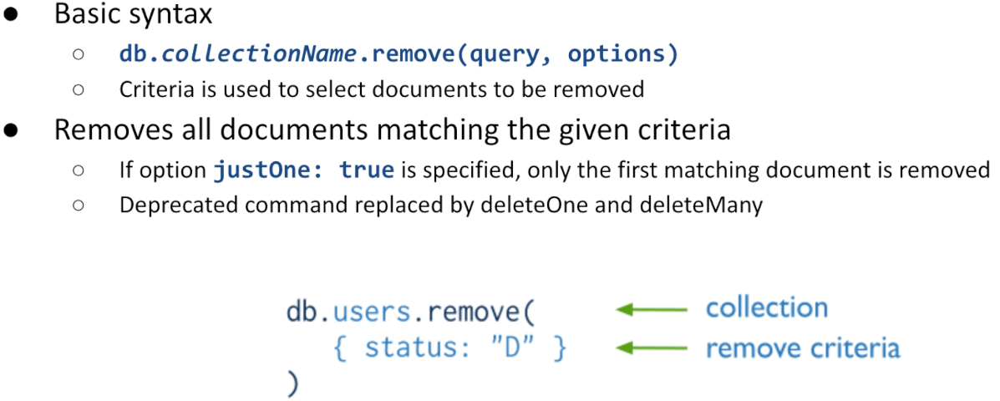 ● Basic syntax
○ db.collectionName.remove(query, options)
○ Criteria is used to select documents to be removed
● Removes all documents matching the given criteria
○ If option justOne: true is specified, only the first matching document is removed
○ Deprecated command replaced by deleteOne and deleteMany
db.users.remove( collection
{ status: "D" } remove criteria
)